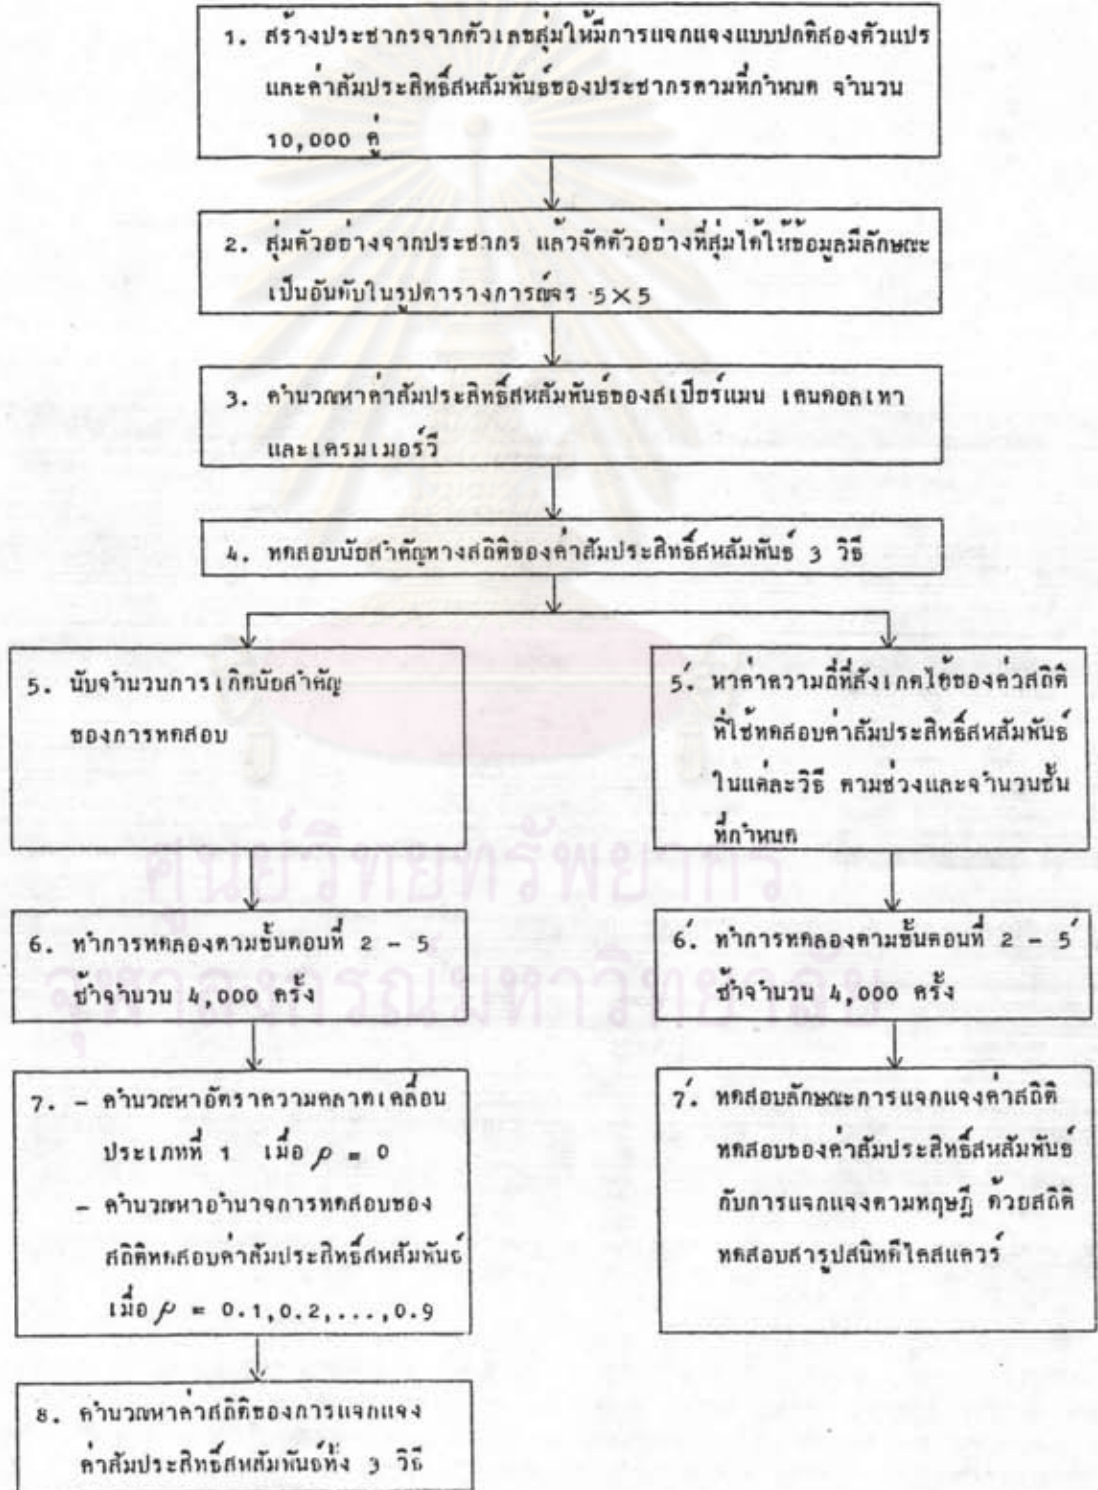 1. สร้างประชากรจากตัวเลขสุ่มให้มีการแจกแจงแบบปกติสองตัวแปร
และค่าสัมประสิทธิ์สหสัมพันธ์ของประชากรตามที่กำหนด จำนวน
10,000 คู่
2. สุ่มตัวอย่างจากประชากร แล้วจัดตัวอย่างที่สุ่มได้ให้ข้อมูลมีลักษณะ
เป็นอันดับในรูปตารางการณ์จร 5×5
3. คำนวณหาค่าสัมประสิทธิ์สหสัมพันธ์ของสเปียร์แมน เคนดอลเทา
และเครมเมอร์วี
4. ทดสอบนัยสำคัญทางสถิติของค่าสัมประสิทธิ์สหสัมพันธ์ 3 วิธี
5. นับจำนวนการเกิดนัยสำคัญ
ของการทดสอบ
5′. หาค่าความถี่ที่สังเกตได้ของค่าสถิติ
ที่ใช้ทดสอบค่าสัมประสิทธิ์สหสัมพันธ์
ในแต่ละวิธี ตามช่วงและจำนวนชั้น
ที่กำหนด
6. ทำการทดลองตามขั้นตอนที่ 2 - 5
ซ้ำจำนวน 4,000 ครั้ง
6′. ทำการทดลองตามขั้นตอนที่ 2 - 5′
ซ้ำจำนวน 4,000 ครั้ง
7. - คำนวณหาอัตราความคลาดเคลื่อน
ประเภทที่ 1 เมื่อ ρ = 0
- คำนวณหาอำนาจการทดสอบของ
สถิติทดสอบค่าสัมประสิทธิ์สหสัมพันธ์
เมื่อ ρ = 0.1,0.2,...,0.9
7′. ทดสอบลักษณะการแจกแจงค่าสถิติ
ทดสอบของค่าสัมประสิทธิ์สหสัมพันธ์
กับการแจกแจงตามทฤษฎี ด้วยสถิติ
ทดสอบสารูปสนิทดีไคสแควร์
8. คำนวณหาค่าสถิติของการแจกแจง
ค่าสัมประสิทธิ์สหสัมพันธ์ทั้ง 3 วิธี
ศูนย์วิทยทรัพยากร
จุฬาลงกรณ์มหาวิทยาลัย